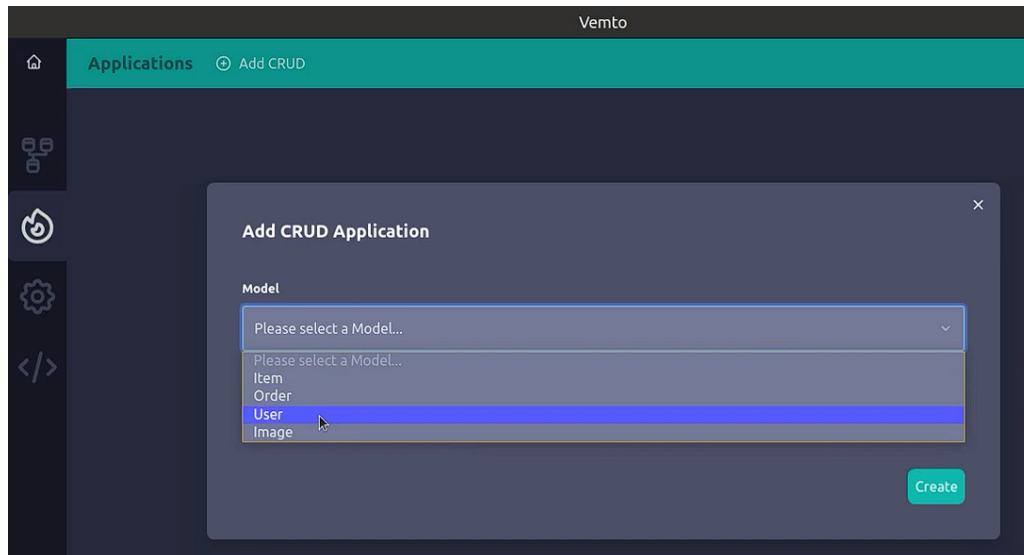 Vemto
Applications Add CRUD
Add CRUD Application
Model
Please select a Model...
Please select a Model...
Item
Order
User
Image
Create